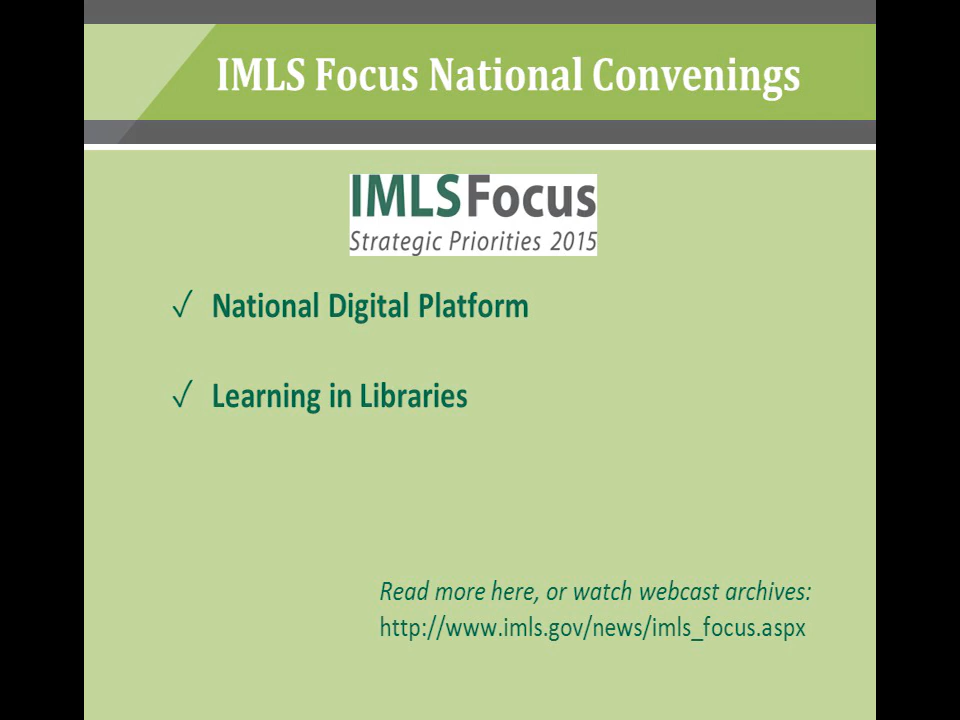 IMLS Focus National Convenings
IMLSFocus
Strategic Priorities 2015
✓ National Digital Platform
✓ Learning in Libraries
Read more here, or watch webcast archives:
http://www.imls.gov/news/imls_focus.aspx